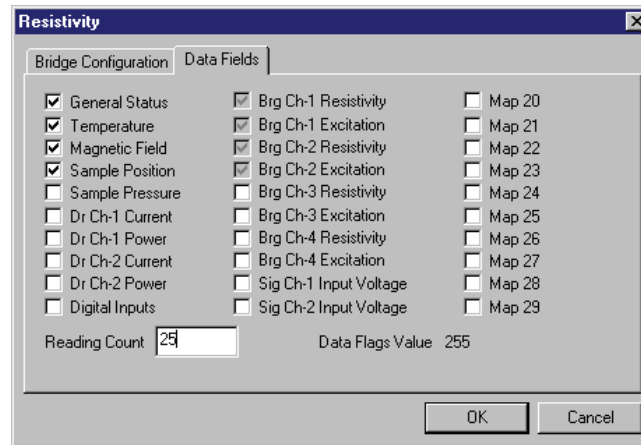 Resistivity
Bridge Configuration Data Fields
General Status Brg Ch-1 Resistivity Map 20
Temperature Brg Ch-1 Excitation Map 21
Magnetic Field Brg Ch-2 Resistivity Map 22
Sample Position Brg Ch-2 Excitation Map 23
Sample Pressure Brg Ch-3 Resistivity Map 24
Dr Ch-1 Current Brg Ch-3 Excitation Map 25
Dr Ch-1 Power Brg Ch-4 Resistivity Map 26
Dr Ch-2 Current Brg Ch-4 Excitation Map 27
Dr Ch-2 Power Sig Ch-1 Input Voltage Map 28
Digital Inputs Sig Ch-2 Input Voltage Map 29
Reading Count 25 Data Flags Value 255
OK Cancel